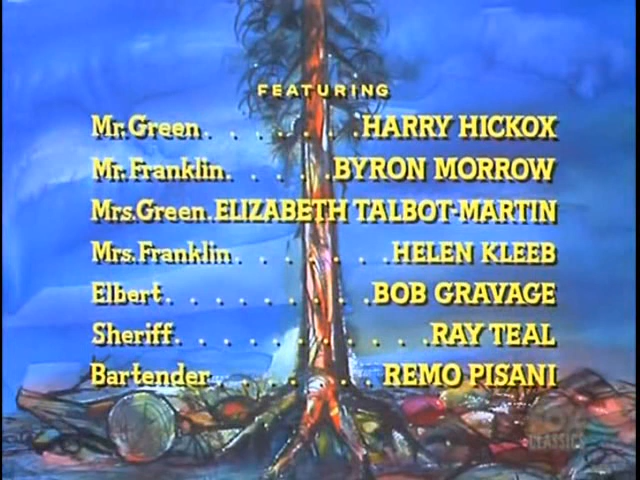 FEATURING
Mr. Green . . . . . . . HARRY HICKOX
Mr. Franklin . . . . . BYRON MORROW
Mrs. Green . ELIZABETH TALBOT-MARTIN
Mrs. Franklin . . . . . . . HELEN KLEEB
Elbert . . . . . . . . . BOB GRAVAGE
Sheriff . . . . . . . . . . . RAY TEAL
Bartender . . . . . . . REMO PISANI
CLASSICS